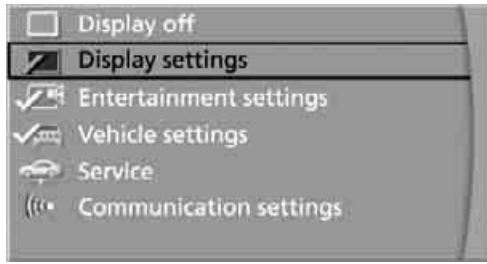 Display off
Display settings
Entertainment settings
Vehicle settings
Service
Communication settings